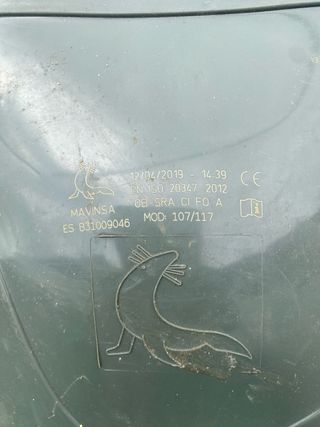 12/04/2019 - 14:39
EN ISO 20347 2012
OB SRA CI FO A
MOD: 107/117
MAVINSA
ES B31009046
CE